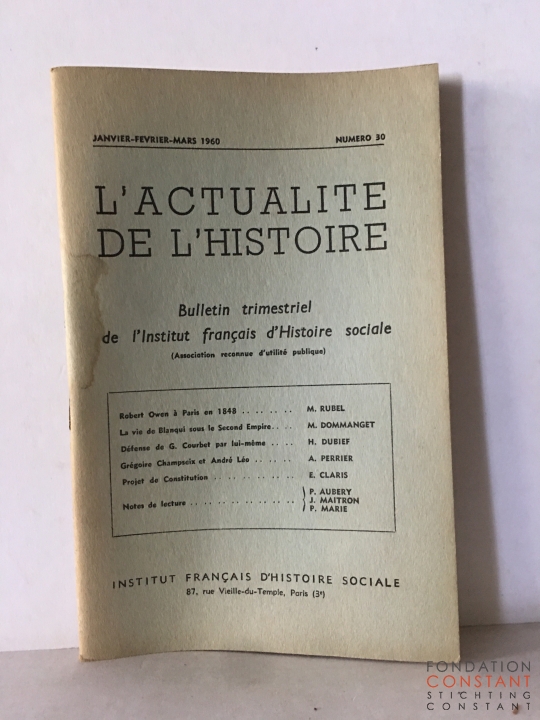 JANVIER-FEVRIER-MARS 1960 NUMERO 30
L'ACTUALITE
DE L'HISTOIRE
Bulletin trimestriel
de l'Institut français d'Histoire sociale
(Association reconnue d'utilité publique)
Robert Owen à Paris en 1848 . . . . . . M. RUBEL
La vie de Blanqui sous le Second Empire. . . M. DOMMANGET
Défense de G. Courbet par lui-même . . . . H. DUBIEF
Grégoire Champseix et André Léo . . . . . . A. PERRIER
Projet de Constitution . . . . . . . . . E. CLARIS
Notes de lecture . . . . . . . . . . . . P. AUBERY
J. MAITRON
P. MARIE
INSTITUT FRANÇAIS D'HISTOIRE SOCIALE
87, rue Vieille-du-Temple, Paris (3e)
FONDATION
CONSTANT
STICHTING
CONSTANT